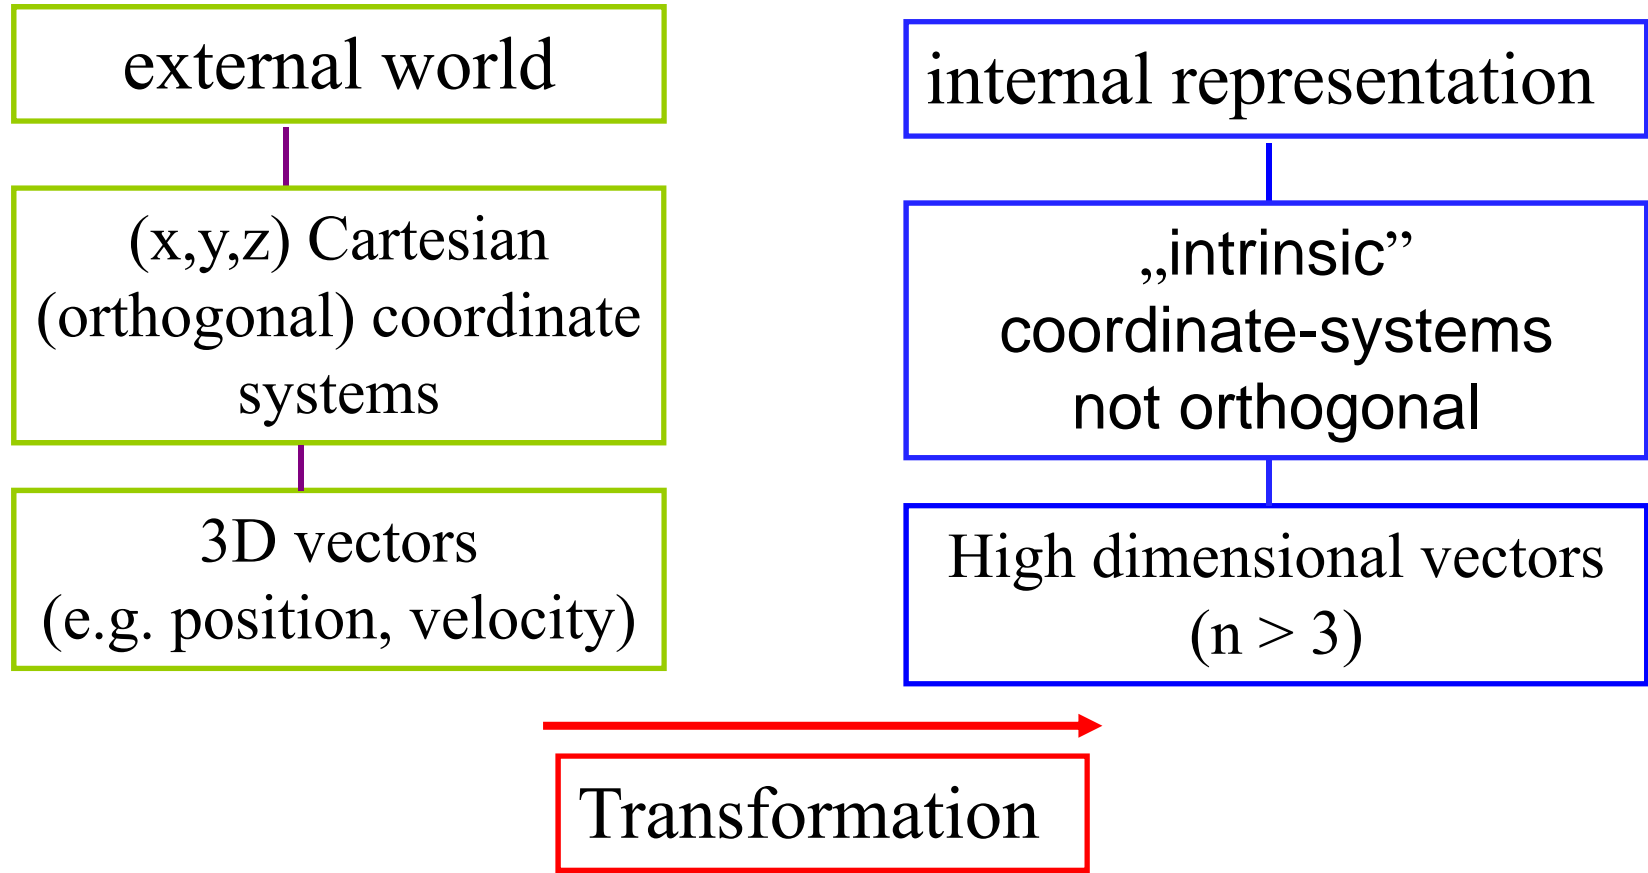 external world
(x,y,z) Cartesian
(orthogonal) coordinate
systems
3D vectors
(e.g. position, velocity)
internal representation
„intrinsic”
coordinate-systems
not orthogonal
High dimensional vectors
(n > 3)
Transformation